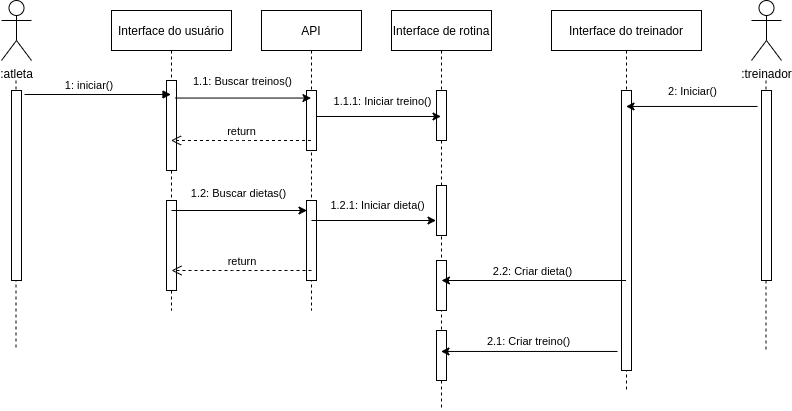 Interface do usuário
API
Interface de rotina
Interface do treinador
:atleta
:treinador
1: iniciar()
1.1: Buscar treinos()
2: Iniciar()
1.1.1: Iniciar treino()
return
1.2: Buscar dietas()
1.2.1: Iniciar dieta()
return
2.2: Criar dieta()
2.1: Criar treino()